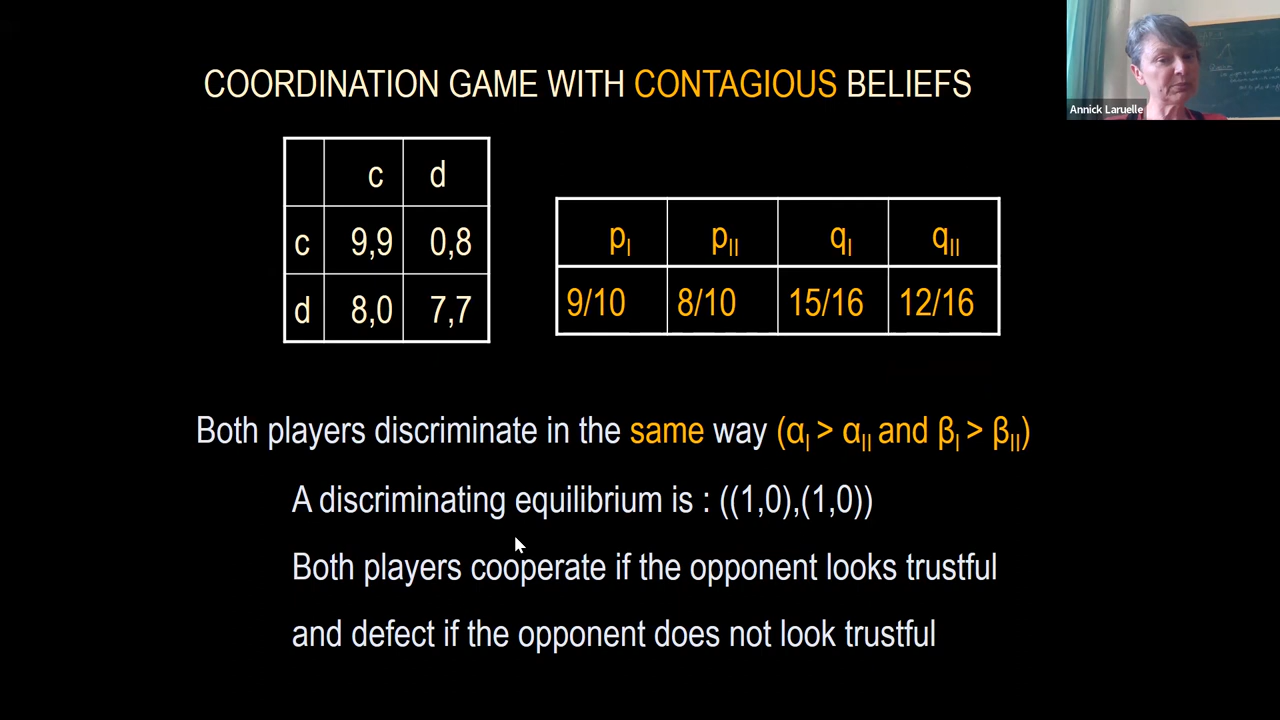 COORDINATION GAME WITH CONTAGIOUS BELIEFS
Annick Laruelle
c d
c 9,9 0,8
d 8,0 7,7
pI pII qI qII
9/10 8/10 15/16 12/16
Both players discriminate in the same way (αI > αII and βI > βII)
A discriminating equilibrium is : ((1,0),(1,0))
Both players cooperate if the opponent looks trustful
and defect if the opponent does not look trustful